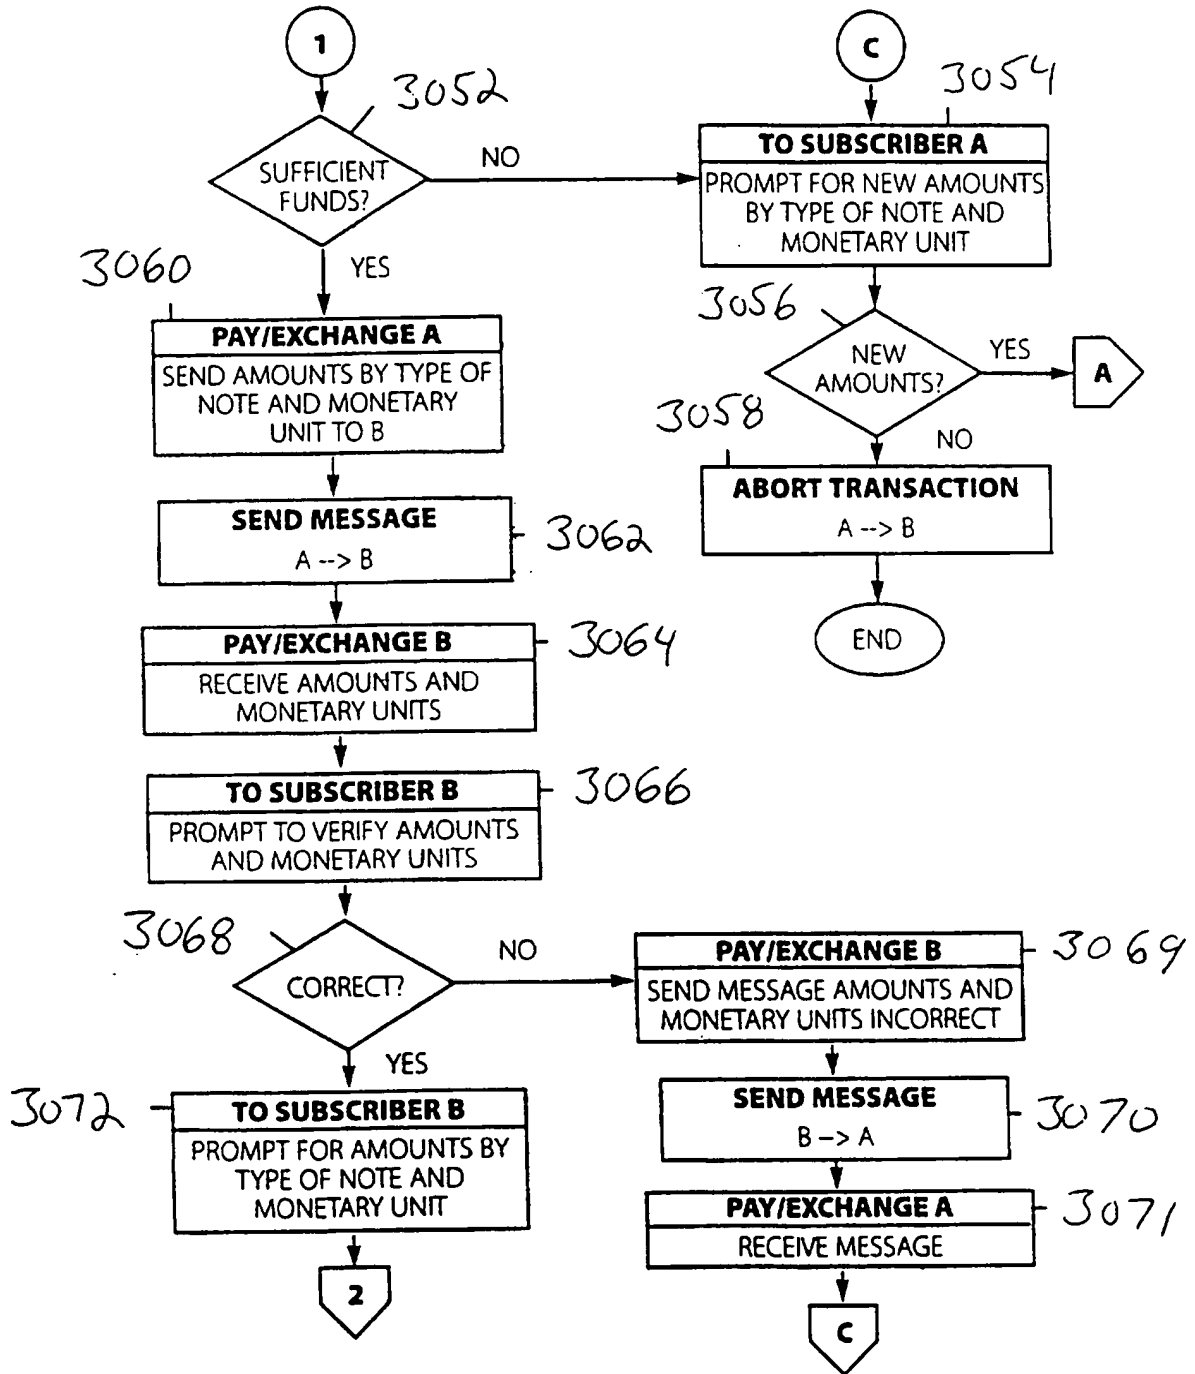 1
3052
SUFFICIENT
FUNDS?
NO
YES
3060
PAY/EXCHANGE A
SEND AMOUNTS BY TYPE OF
NOTE AND MONETARY
UNIT TO B
SEND MESSAGE
A --> B
3062
PAY/EXCHANGE B
RECEIVE AMOUNTS AND
MONETARY UNITS
3064
TO SUBSCRIBER B
PROMPT TO VERIFY AMOUNTS
AND MONETARY UNITS
3066
3068
CORRECT?
NO
YES
3072
TO SUBSCRIBER B
PROMPT FOR AMOUNTS BY
TYPE OF NOTE AND
MONETARY UNIT
2
C
3054
TO SUBSCRIBER A
PROMPT FOR NEW AMOUNTS
BY TYPE OF NOTE AND
MONETARY UNIT
3056
NEW
AMOUNTS?
YES
A
3058
NO
ABORT TRANSACTION
A --> B
END
PAY/EXCHANGE B
3069
SEND MESSAGE AMOUNTS AND
MONETARY UNITS INCORRECT
SEND MESSAGE
B -> A
3070
PAY/EXCHANGE A
3071
RECEIVE MESSAGE
C